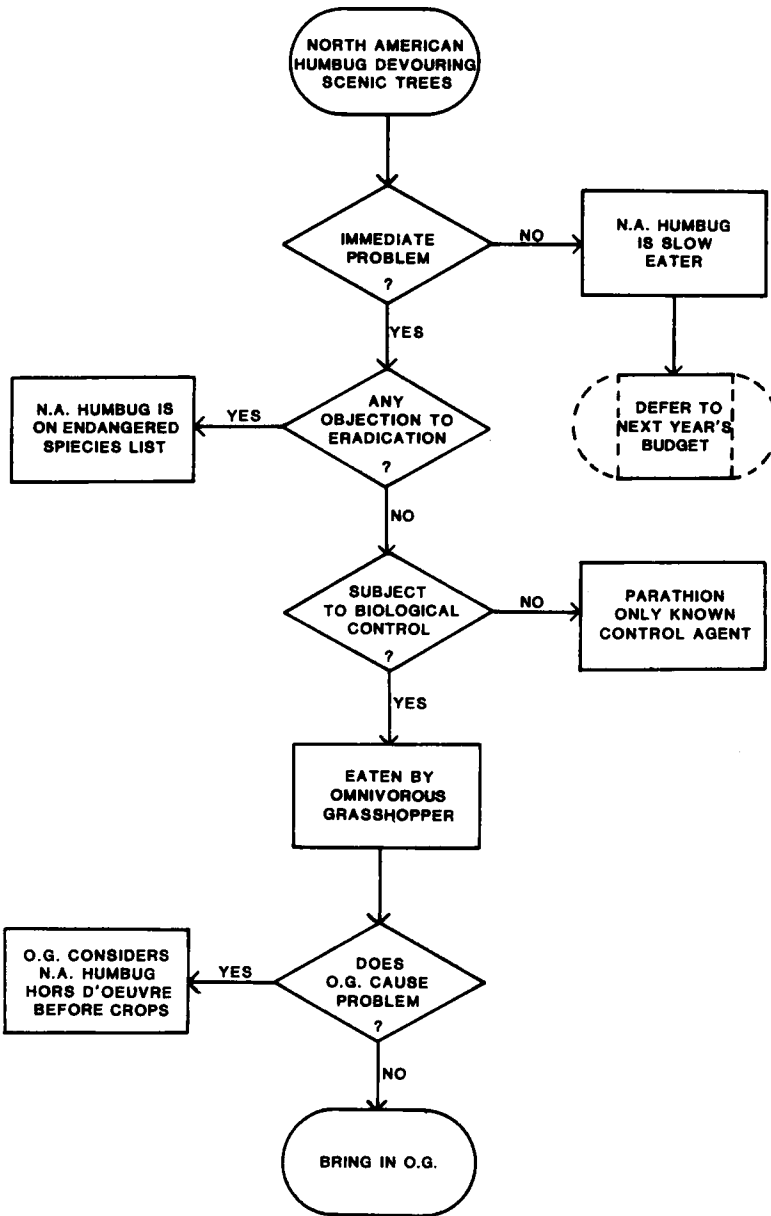 NORTH AMERICAN
HUMBUG DEVOURING
SCENIC TREES
IMMEDIATE
PROBLEM
?
NO
N.A. HUMBUG
IS SLOW
EATER
DEFER TO
NEXT YEAR'S
BUDGET
YES
ANY
OBJECTION TO
ERADICATION
?
YES
N.A. HUMBUG IS
ON ENDANGERED
SPIECIES LIST
NO
SUBJECT
TO BIOLOGICAL
CONTROL
?
NO
PARATHION
ONLY KNOWN
CONTROL AGENT
YES
EATEN BY
OMNIVOROUS
GRASSHOPPER
DOES
O.G. CAUSE
PROBLEM
?
YES
O.G. CONSIDERS
N.A. HUMBUG
HORS D'OEUVRE
BEFORE CROPS
NO
BRING IN O.G.